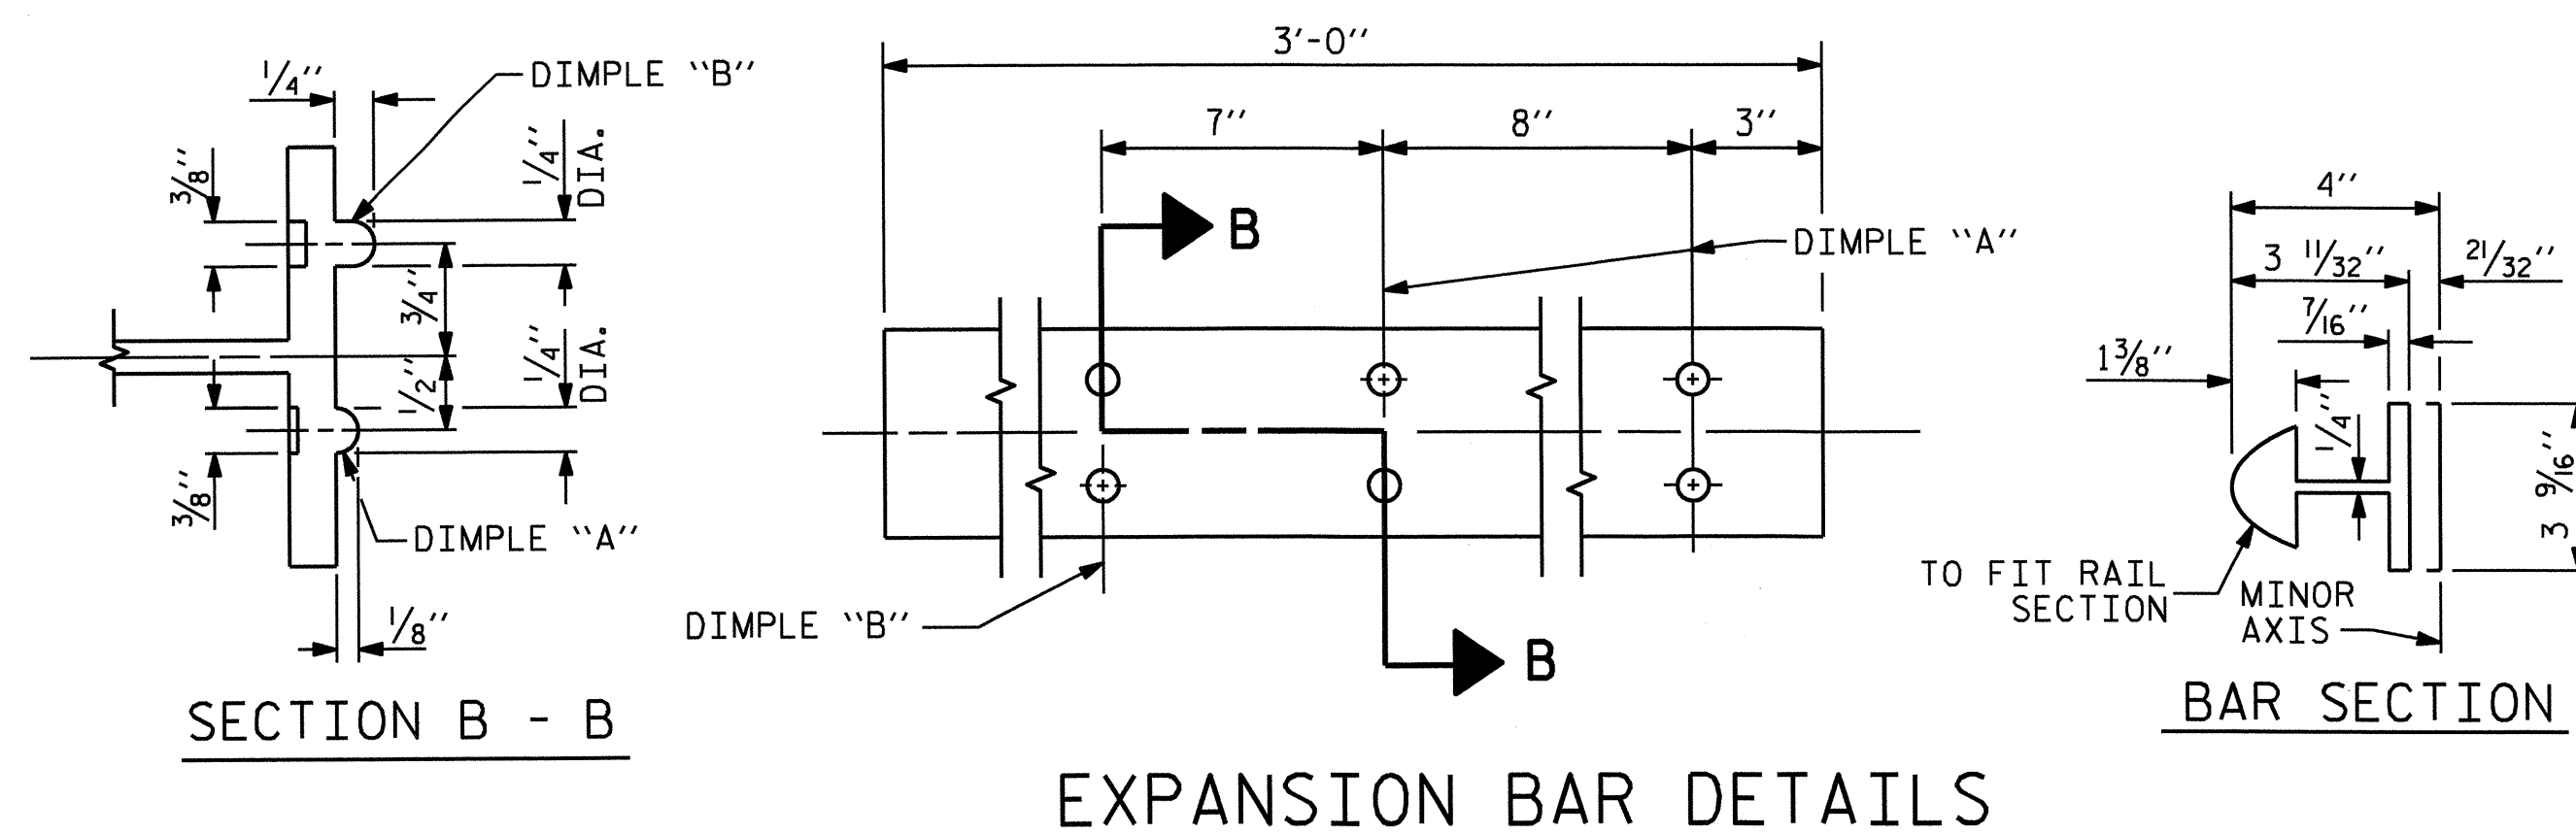 1/4"
DIMPLE "B"
3/8"
1/4" DIA.
3/4"
1/2"
1/4" DIA.
3/8"
DIMPLE "A"
1/8"
SECTION B - B
3'-0"
7"
8"
3"
B
DIMPLE "A"
DIMPLE "B"
B
4"
3 11/32"
21/32"
7/16"
1 3/8"
1/4"
3 9/16"
TO FIT RAIL
SECTION
MINOR
AXIS
BAR SECTION
EXPANSION BAR DETAILS